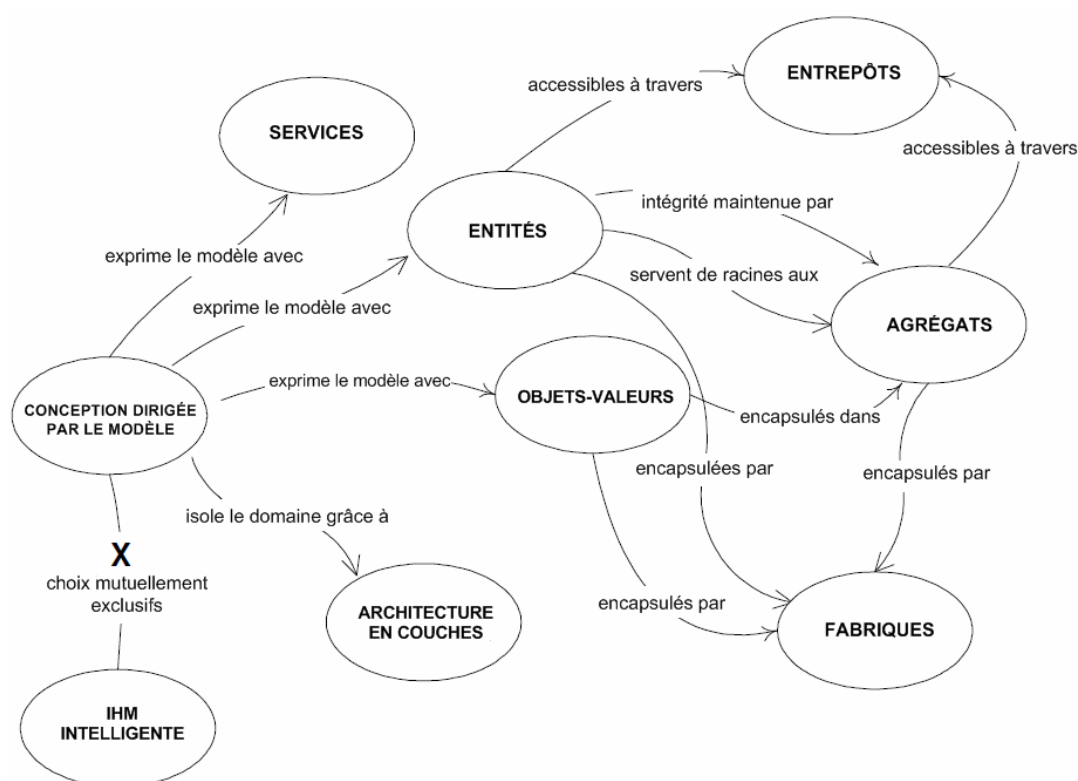 ENTREPÔTS
accessibles à travers
SERVICES
accessibles à travers
intégrité maintenue par
ENTITÉS
exprime le modèle avec
servent de racines aux
exprime le modèle avec
AGRÉGATS
exprime le modèle avec
OBJETS-VALEURS
CONCEPTION DIRIGÉE
PAR LE MODÈLE
encapsulés dans
encapsulées par
encapsulés par
isole le domaine grâce à
X
choix mutuellement
exclusifs
encapsulés par
ARCHITECTURE
EN COUCHES
FABRIQUES
IHM
INTELLIGENTE